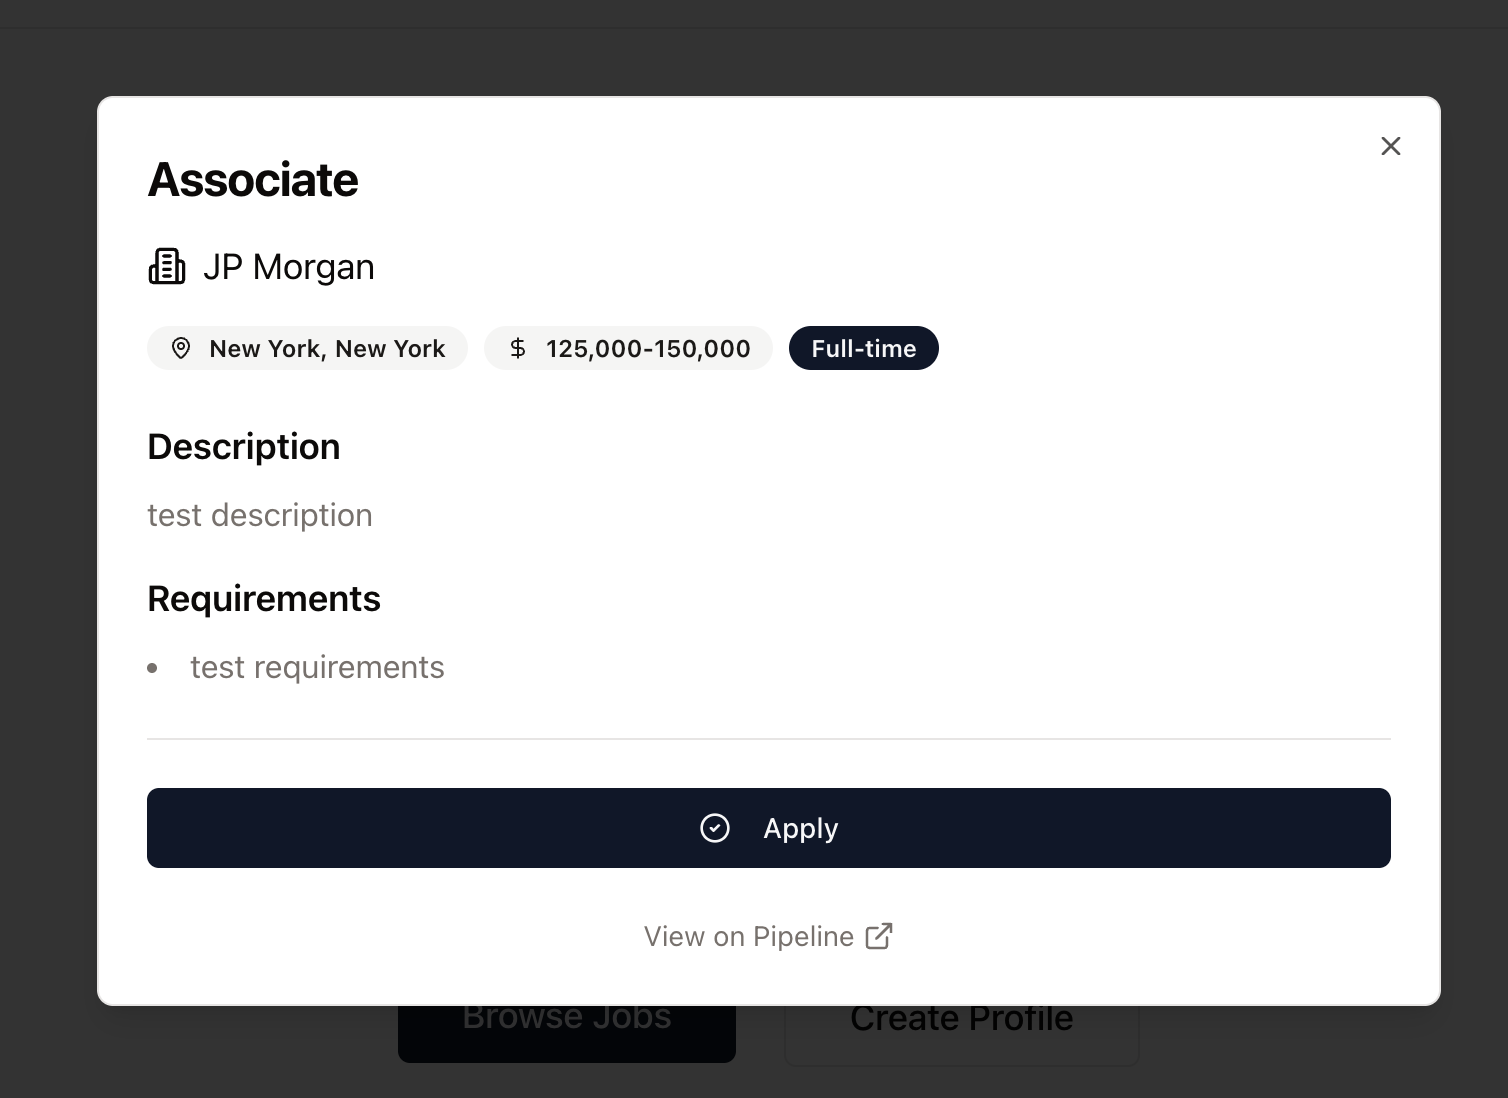 Associate
JP Morgan
New York, New York
$ 125,000-150,000
Full-time
Description
test description
Requirements
• test requirements
Apply
View on Pipeline
Browse Jobs
Create Profile